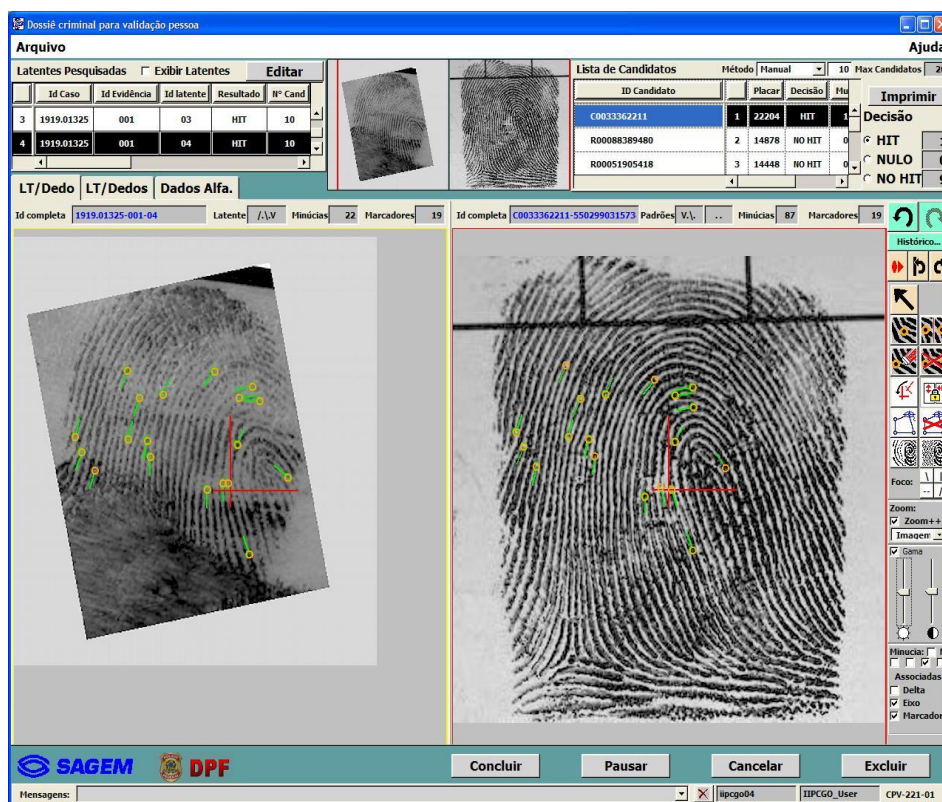 Dossiê criminal para validação pessoa
Arquivo
Ajuda
Latentes Pesquisadas Exibir Latentes Editar
Id Caso Id Evidência Id latente Resultado N° Cand
3 1919.01325 001 03 HIT 10
4 1919.01325 001 04 HIT 10
Lista de Candidatos Método Manual 10 Max Candidatos
ID Candidato Placar Decisão Mu
C0033362211 1 22204 HIT 1
R00088389480 2 14878 NO HIT 0
R00051905418 3 14448 NO HIT 0
Imprimir
Decisão
HIT
NULO
NO HIT
LT/Dedo LT/Dedos Dados Alfa.
Id completa 1919.01325-001-04 Latente /.\.V Minúcias 22 Marcadores 19
Id completa C0033362211-550299031573 Padrões V.\. .. Minúcias 87 Marcadores 19
Histórico...
Foco:
Zoom:
Zoom++
Imagem
Gama
Minucia:
Associadas
Delta
Eixo
Marcador
SAGEM DPF
Concluir Pausar Cancelar Excluir
Mensagens: iipcgo04 IIPCGO_User CPV-221-01